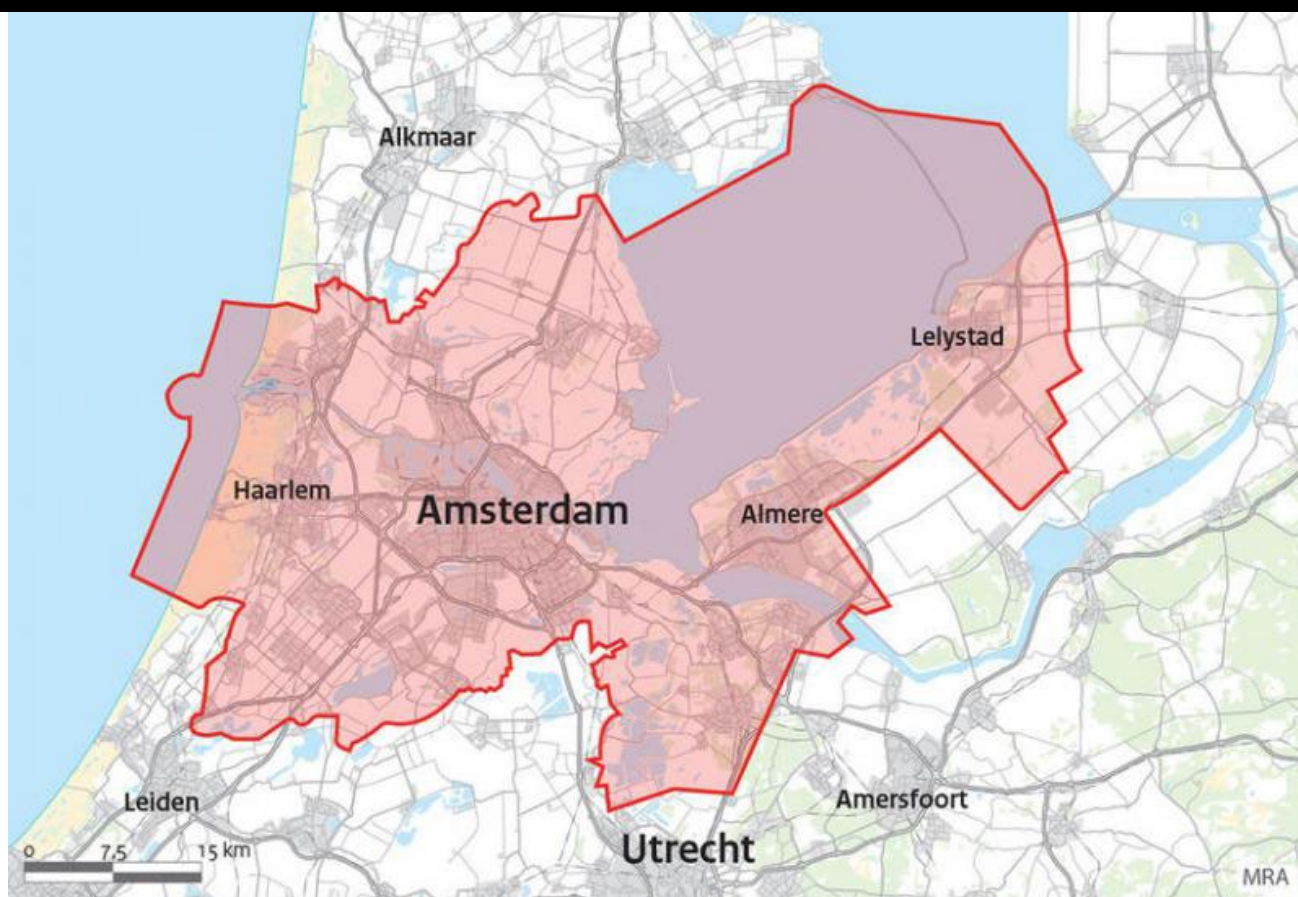 Alkmaar
Lelystad
Haarlem
Amsterdam
Almere
Leiden
Amersfoort
Utrecht
0 7,5 15 km
MRA